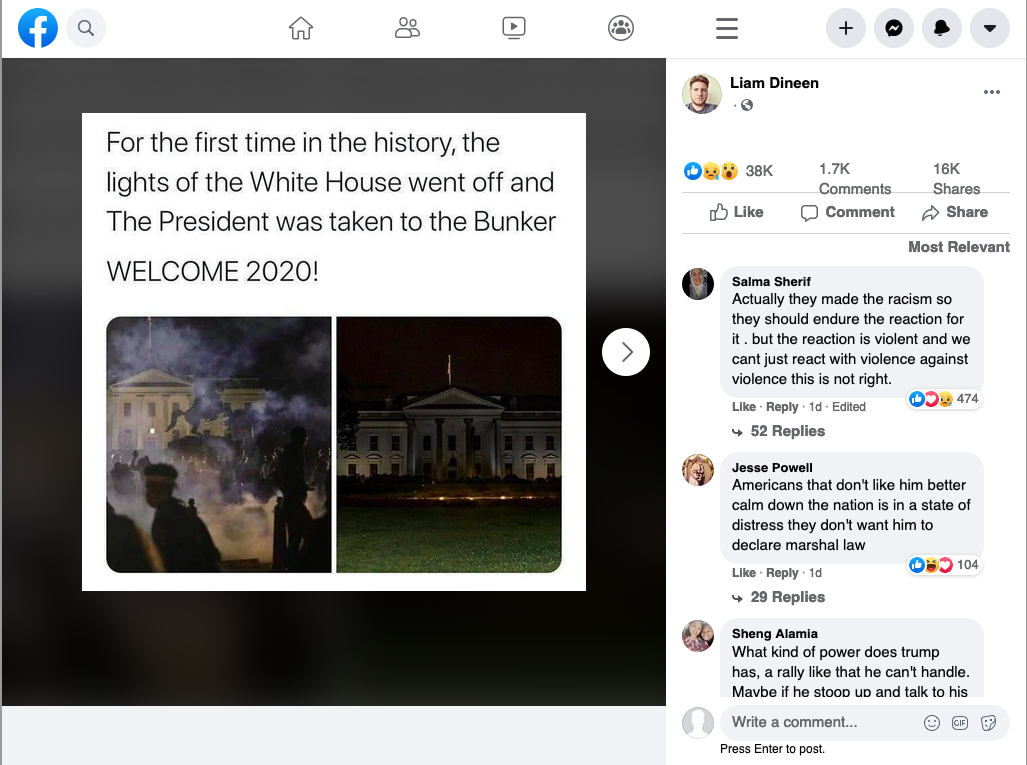 For the first time in the history, the
lights of the White House went off and
The President was taken to the Bunker
WELCOME 2020!
Liam Dineen
·
38K
1.7K
Comments
16K
Shares
Like
Comment
Share
Most Relevant
Salma Sherif
Actually they made the racism so
they should endure the reaction for
it . but the reaction is violent and we
cant just react with violence against
violence this is not right.
474
Like · Reply · 1d · Edited
52 Replies
Jesse Powell
Americans that don't like him better
calm down the nation is in a state of
distress they don't want him to
declare marshal law
104
Like · Reply · 1d
29 Replies
Sheng Alamia
What kind of power does trump
has, a rally like that he can't handle.
Maybe if he stoop up and talk to his
Write a comment...
GIF
Press Enter to post.